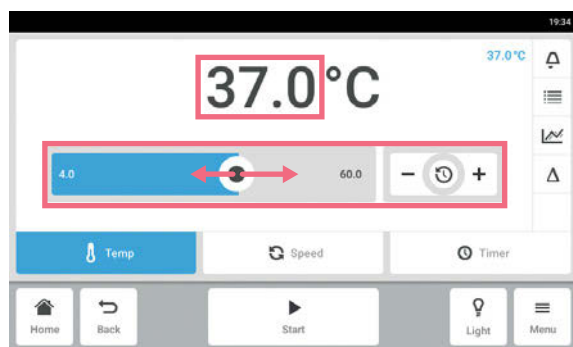 19:34
37.0°C
37.0°C
4.0 60.0 − +
Temp Speed Timer
Home Back Start Light Menu